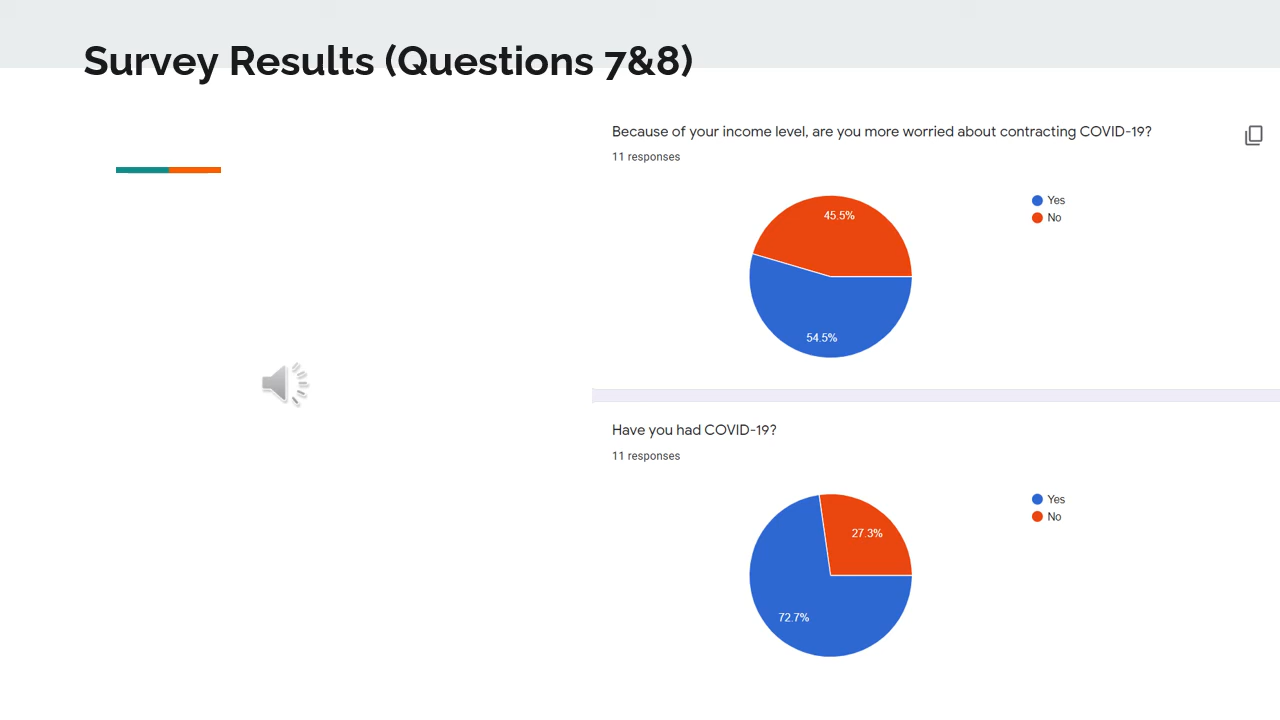 Survey Results (Questions 7&8)
Because of your income level, are you more worried about contracting COVID-19?
11 responses
45.5%
54.5%
Yes
No
Have you had COVID-19?
11 responses
27.3%
72.7%
Yes
No